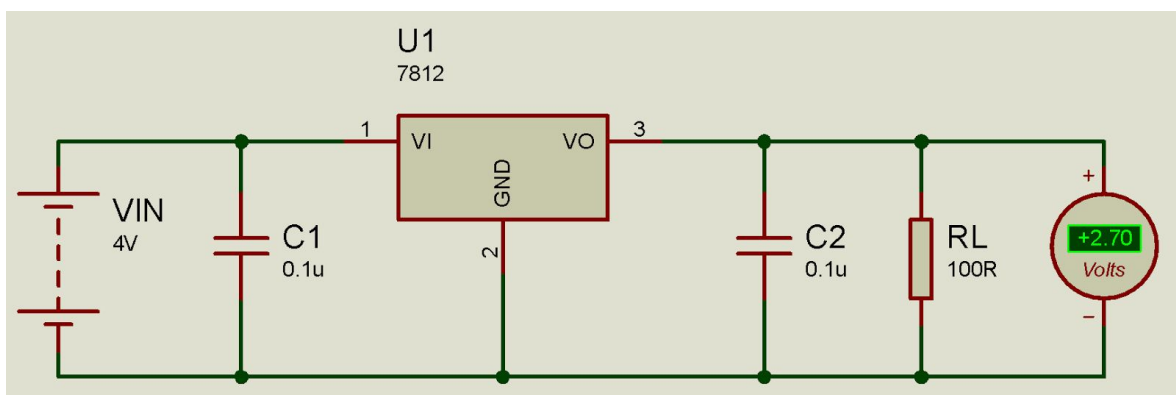 U1
7812
1
VI
VO
3
GND
2
VIN
4V
C1
0.1u
C2
0.1u
RL
100R
+
+2.70
Volts
−